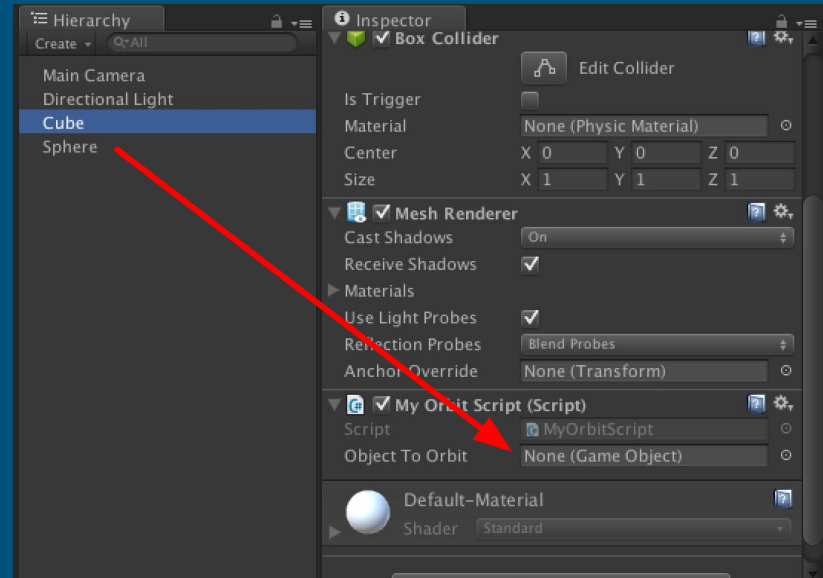 Hierarchy
Create
All
Main Camera
Directional Light
Cube
Sphere
Inspector
Box Collider
Edit Collider
Is Trigger
Material None (Physic Material)
Center X 0 Y 0 Z 0
Size X 1 Y 1 Z 1
Mesh Renderer
Cast Shadows On
Receive Shadows
Materials
Use Light Probes
Reflection Probes Blend Probes
Anchor Override None (Transform)
My Orbit Script (Script)
Script MyOrbitScript
Object To Orbit None (Game Object)
Default-Material
Shader Standard